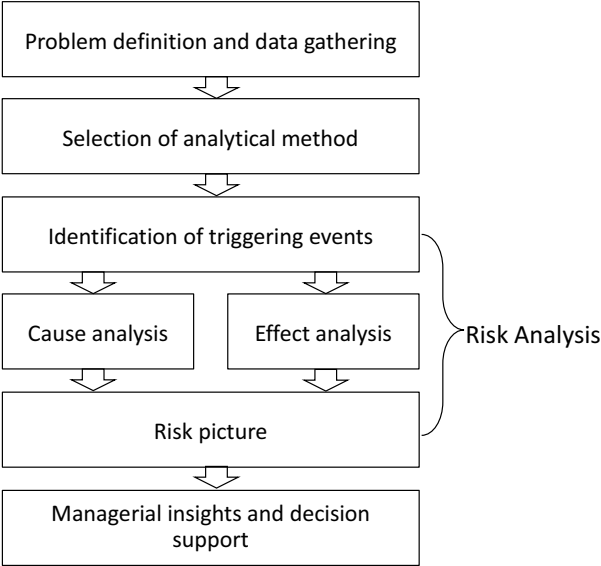 Problem definition and data gathering
Selection of analytical method
Identification of triggering events
Cause analysis
Effect analysis
Risk Analysis
Risk picture
Managerial insights and decision
support